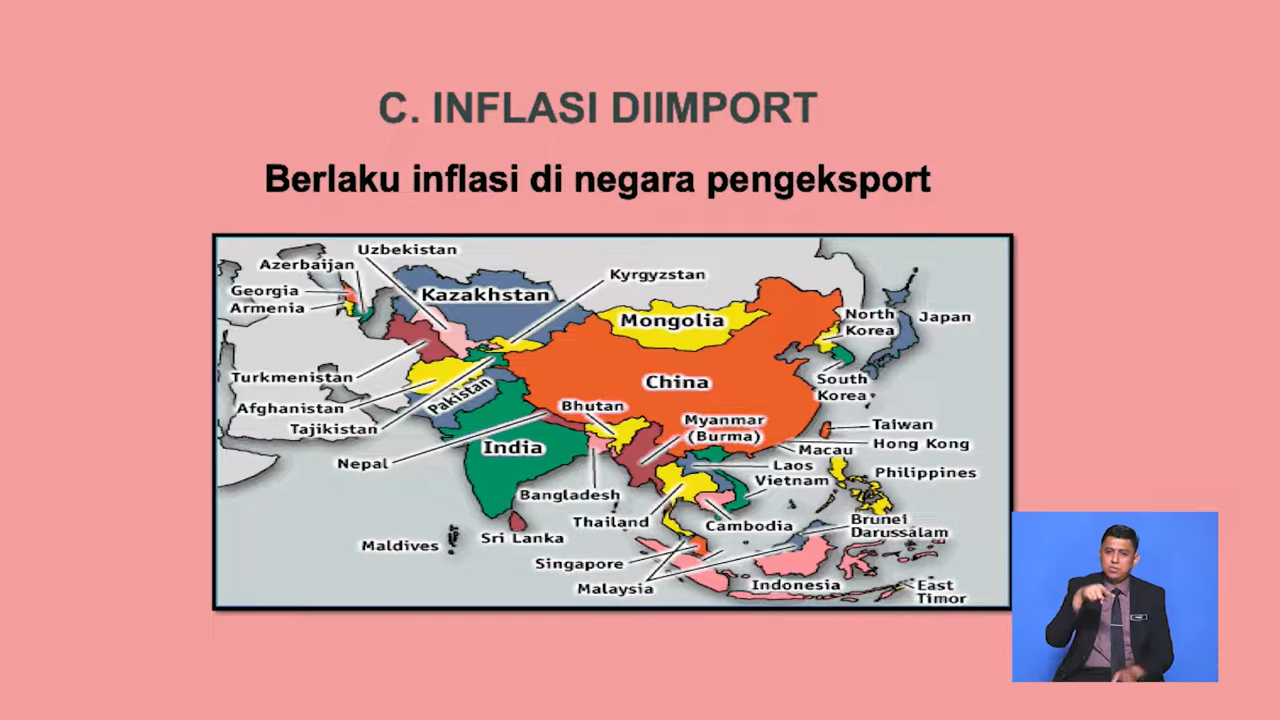 C. INFLASI DIIMPORT
Berlaku inflasi di negara pengeksport
Uzbekistan
Azerbaijan
Georgia
Armenia
Kazakhstan
Kyrgyzstan
Mongolia
North
Korea
Japan
Turkmenistan
Afghanistan
Tajikistan
Pakistan
China
South
Korea
Bhutan
Myanmar
(Burma)
Taiwan
Hong Kong
Macau
Nepal
India
Laos
Vietnam
Philippines
Bangladesh
Thailand
Cambodia
Brunei
Darussalam
Maldives
Sri Lanka
Singapore
Malaysia
Indonesia
East
Timor